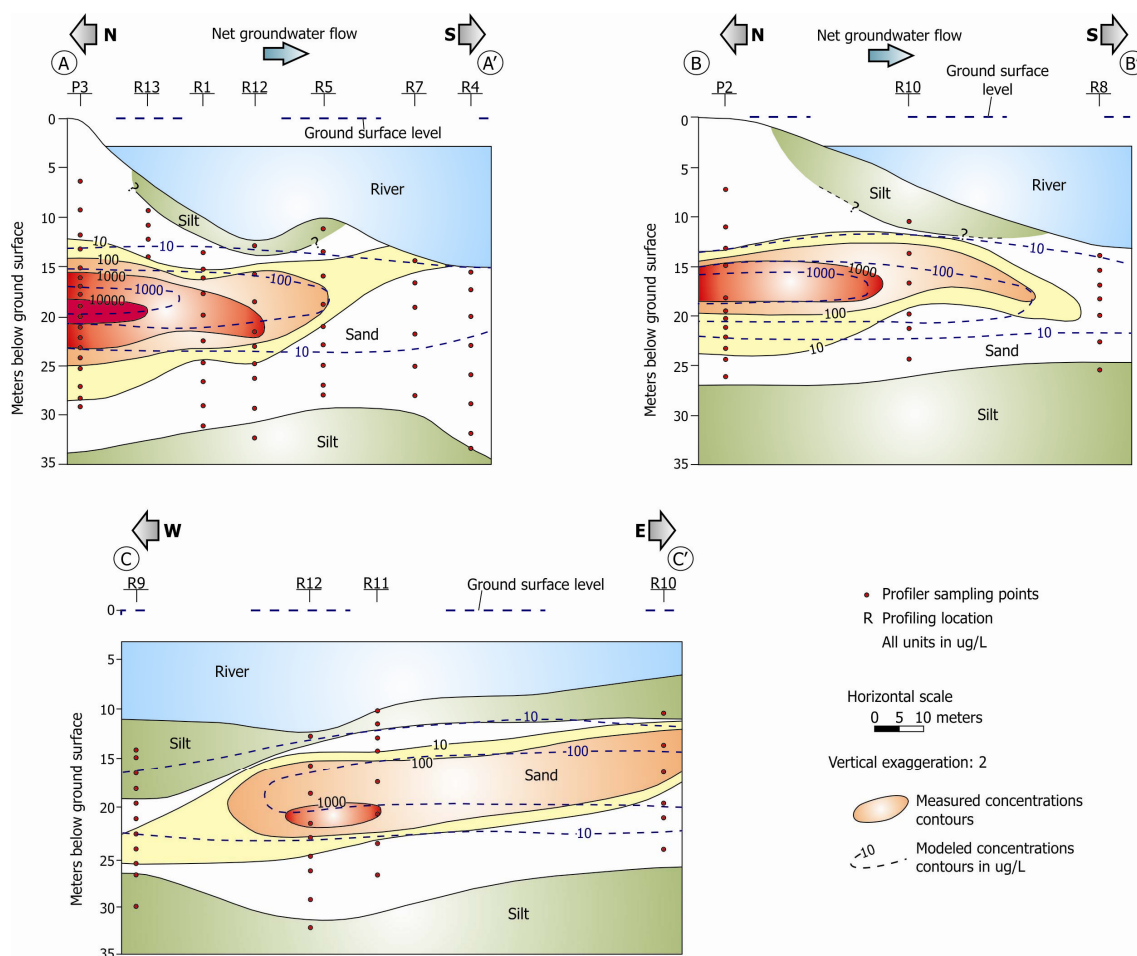 N Net groundwater flow S
A A′
P3 R13 R1 R12 R5 R7 R4
Ground surface level
0
5
10
15
20
25
30
35
Meters below ground surface
River
Silt
?
?
10
100
1000
10000
10
-100
1000
10
Sand
Silt
N Net groundwater flow S
B B′
Ground surface
level
P2 R10 R8
0
5
10
15
20
25
30
35
Meters below ground surface
River
Silt
?
?
10
100
1000
1000
100
10
10
Sand
Silt
W E
C C′
R9 R12 R11 R10
Ground surface level
0
5
10
15
20
25
30
35
Meters below ground surface
River
Silt
10
10
-100
100
Sand
1000
-10
Silt
Profiler sampling points
R Profiling location
All units in ug/L
Horizontal scale
0 5 10 meters
Vertical exaggeration: 2
Measured concentrations
contours
-10 Modeled concentrations
contours in ug/L